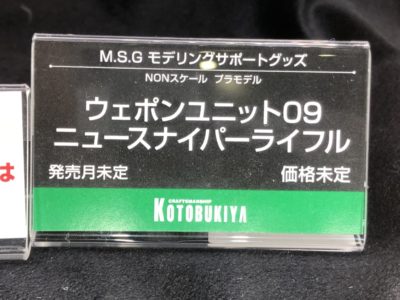 M.S.G モデリングサポートグッズ
NONスケール プラモデル
ウェポンユニット09
ニュースナイパーライフル
発売月未定 価格未定
CRAFTSMANSHIP
KOTOBUKIYA
は